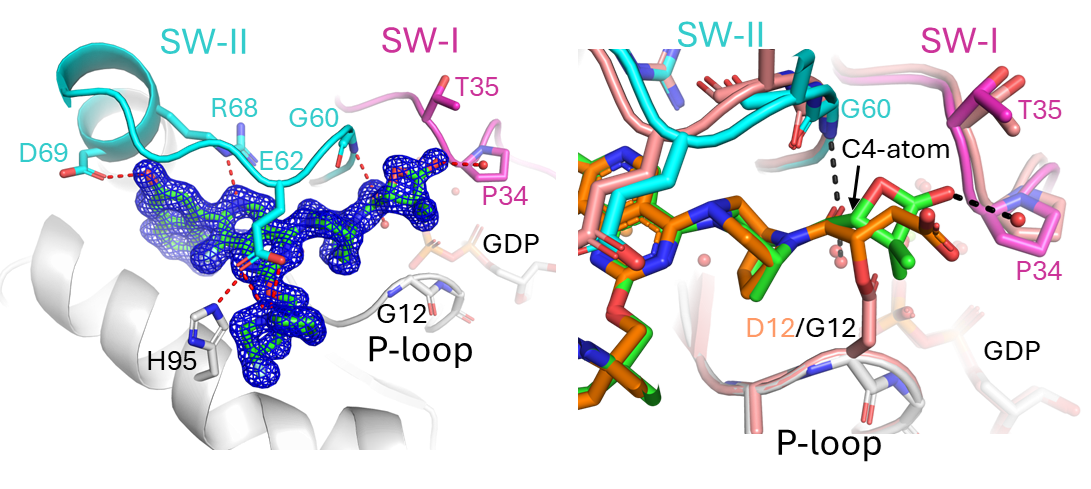 SW-II
SW-I
T35
R68
G60
D69
E62
P34
GDP
G12
H95
P-loop
SW-II
SW-I
G60
T35
C4-atom
P34
D12/G12
GDP
P-loop